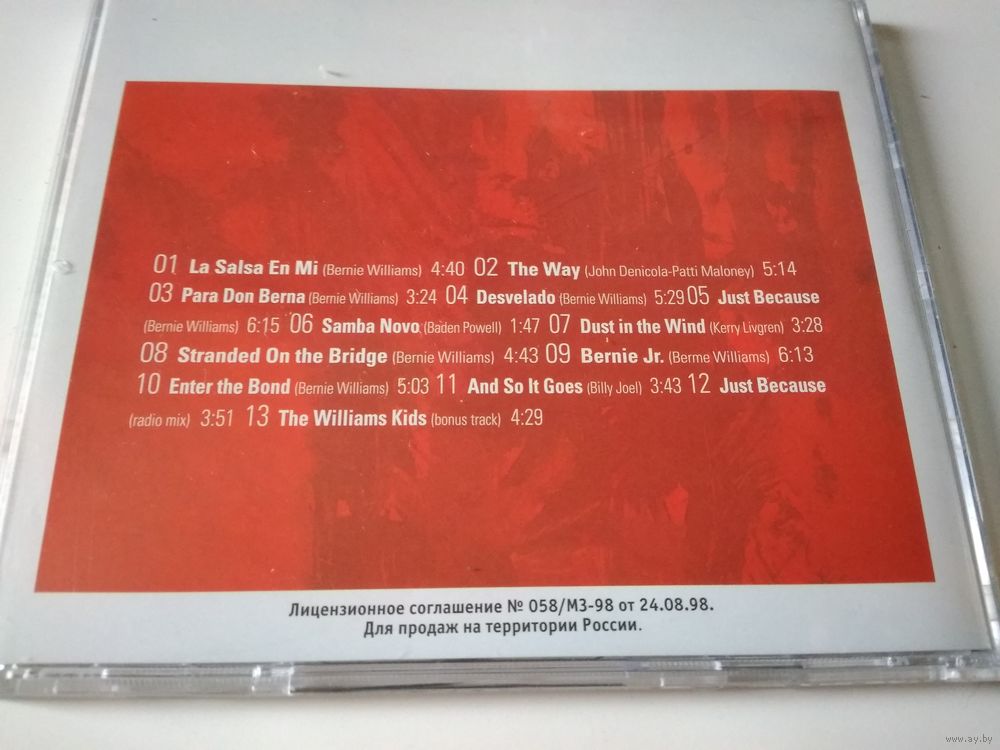 01 La Salsa En Mi (Bernie Williams) 4:40 02 The Way (John Denicola-Patti Maloney) 5:14
03 Para Don Berna (Bernie Williams) 3:24 04 Desvelado (Bernie Williams) 5:29 05 Just Because
(Bernie Williams) 6:15 06 Samba Novo (Baden Powell) 1:47 07 Dust in the Wind (Kerry Livgren) 3:28
08 Stranded On the Bridge (Bernie Williams) 4:43 09 Bernie Jr. (Berme Williams) 6:13
10 Enter the Bond (Bernie Williams) 5:03 11 And So It Goes (Billy Joel) 3:43 12 Just Because
(radio mix) 3:51 13 The Williams Kids (bonus track) 4:29
Лицензионное соглашение № 058/МЗ-98 от 24.08.98.
Для продаж на территории России.
www.ay.by